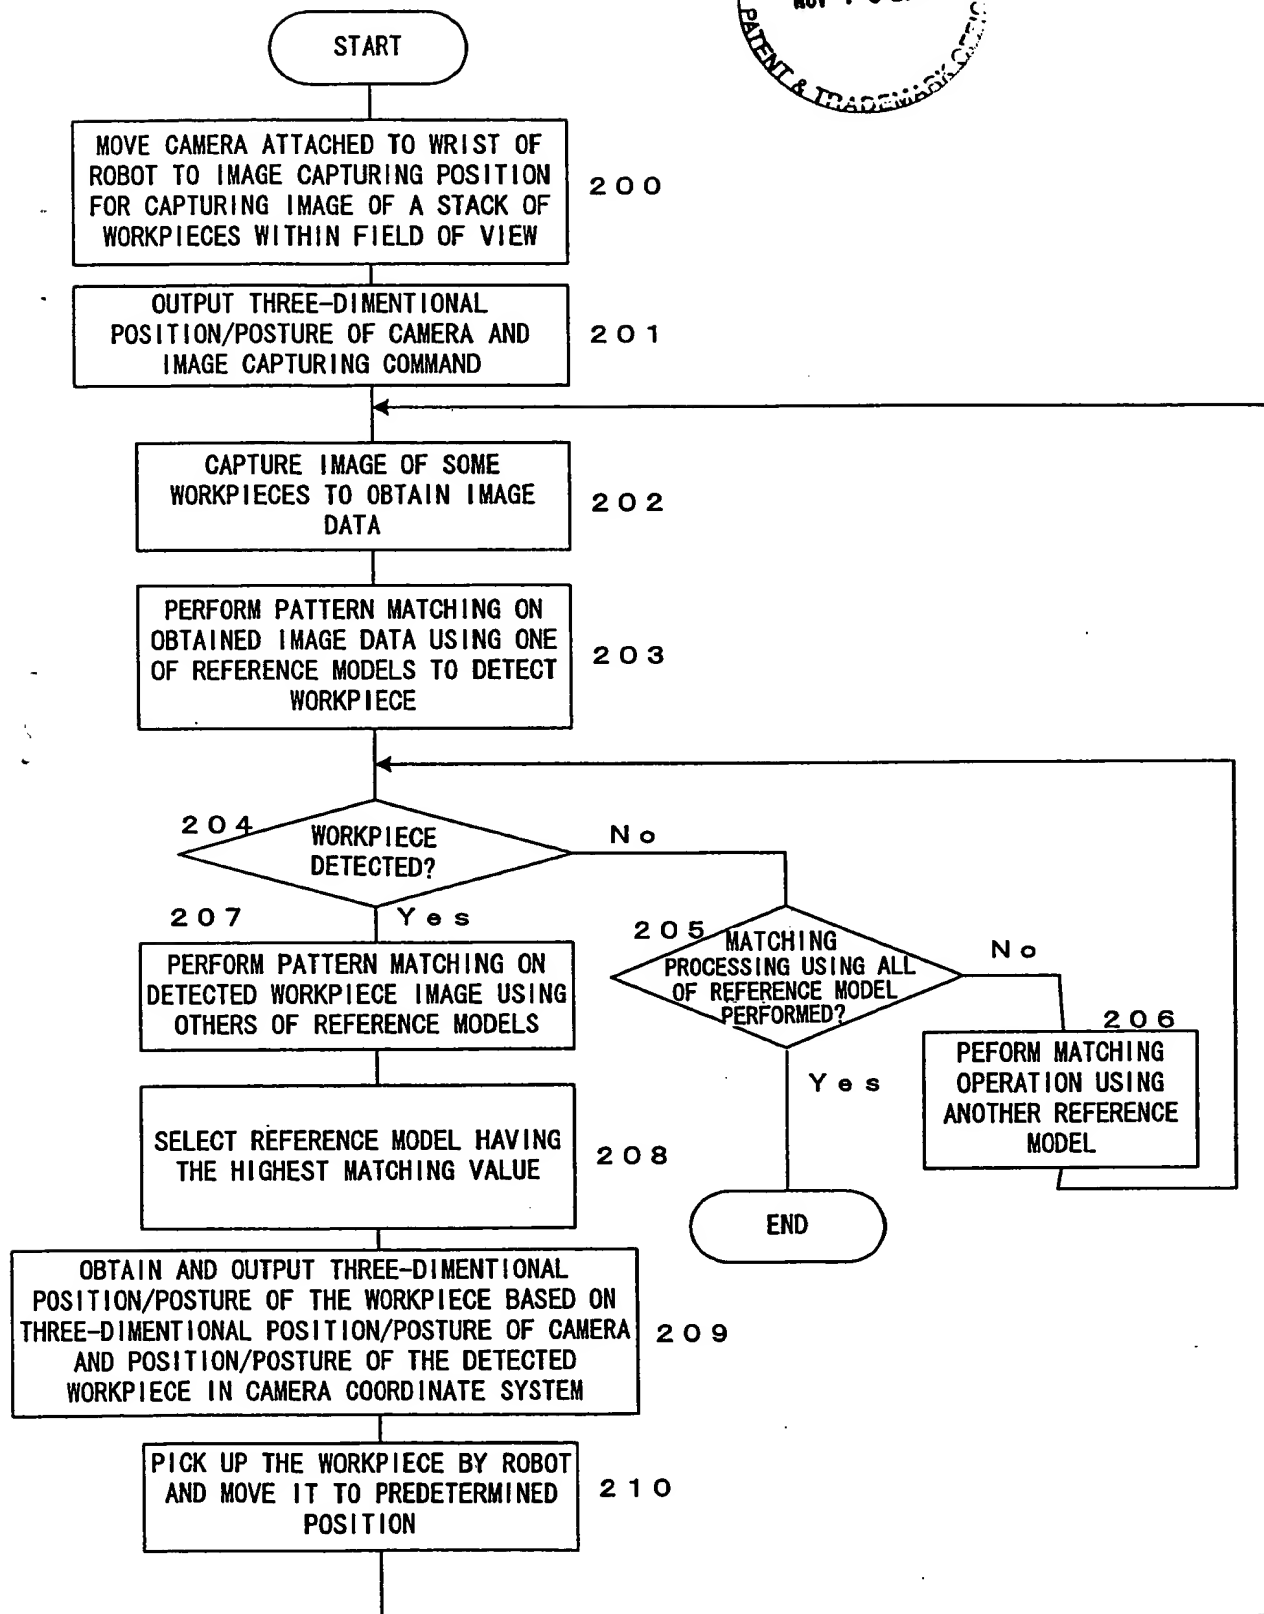 START
PATENT & TRADEMARK
MOVE CAMERA ATTACHED TO WRIST OF
ROBOT TO IMAGE CAPTURING POSITION
FOR CAPTURING IMAGE OF A STACK OF
WORKPIECES WITHIN FIELD OF VIEW
200
OUTPUT THREE-DIMENTIONAL
POSITION/POSTURE OF CAMERA AND
IMAGE CAPTURING COMMAND
201
CAPTURE IMAGE OF SOME
WORKPIECES TO OBTAIN IMAGE
DATA
202
PERFORM PATTERN MATCHING ON
OBTAINED IMAGE DATA USING ONE
OF REFERENCE MODELS TO DETECT
WORKPIECE
203
204
WORKPIECE
DETECTED?
No
Yes
205
MATCHING
PROCESSING USING ALL
OF REFERENCE MODEL
PERFORMED?
No
Yes
206
PEFORM MATCHING
OPERATION USING
ANOTHER REFERENCE
MODEL
END
207
PERFORM PATTERN MATCHING ON
DETECTED WORKPIECE IMAGE USING
OTHERS OF REFERENCE MODELS
SELECT REFERENCE MODEL HAVING
THE HIGHEST MATCHING VALUE
208
OBTAIN AND OUTPUT THREE-DIMENTIONAL
POSITION/POSTURE OF THE WORKPIECE BASED ON
THREE-DIMENTIONAL POSITION/POSTURE OF CAMERA
AND POSITION/POSTURE OF THE DETECTED
WORKPIECE IN CAMERA COORDINATE SYSTEM
209
PICK UP THE WORKPIECE BY ROBOT
AND MOVE IT TO PREDETERMINED
POSITION
210